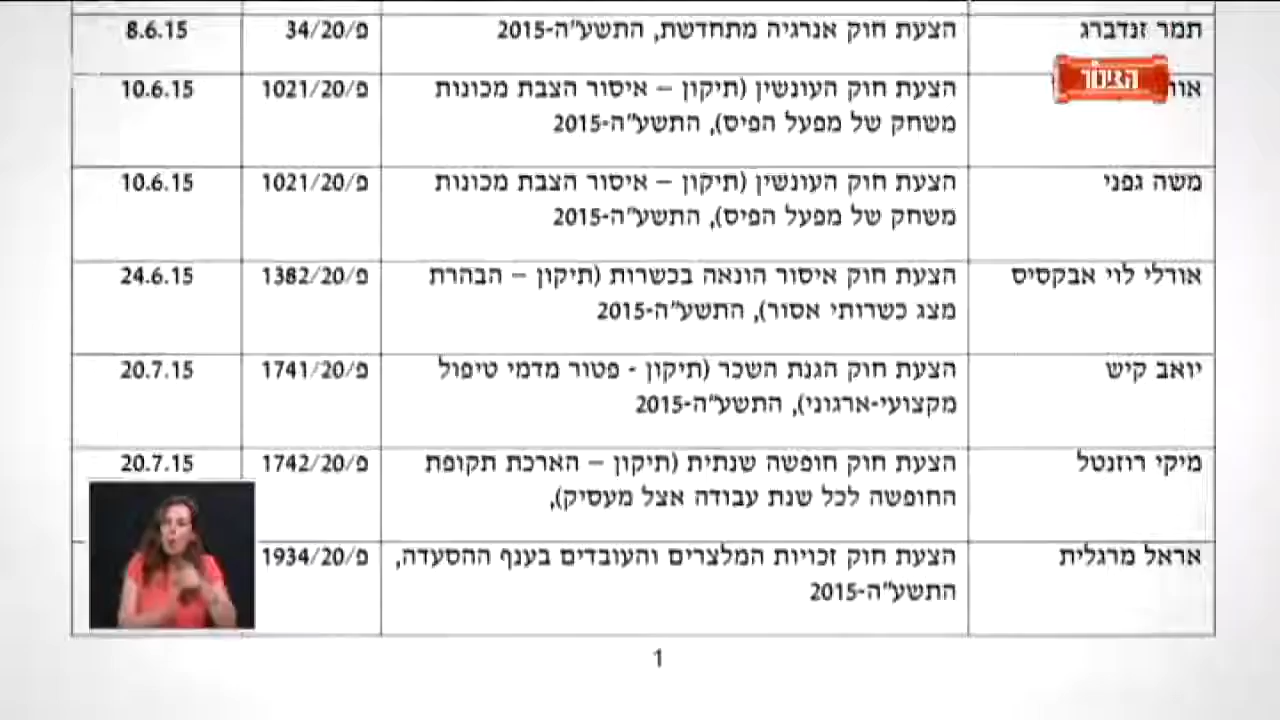 תמר זנדברג הצעת חוק אנרגיה מתחדשת, התשע"ה-2015 פ/34/20 8.6.15
הצינור
אור הצעת חוק העונשין (תיקון – איסור הצבת מכונות פ/1021/20 10.6.15
משחק של מפעל הפיס), התשע"ה-2015
משה גפני הצעת חוק העונשין (תיקון – איסור הצבת מכונות פ/1021/20 10.6.15
משחק של מפעל הפיס), התשע"ה-2015
אורלי לוי אבקסיס הצעת חוק איסור הונאה בכשרות (תיקון – הבהרת פ/1382/20 24.6.15
מצג כשרותי אסור), התשע"ה-2015
יואב קיש הצעת חוק הגנת השכר (תיקון - פטור מדמי טיפול פ/1741/20 20.7.15
מקצועי-ארגוני), התשע"ה-2015
מיקי רוזנטל הצעת חוק חופשה שנתית (תיקון – הארכת תקופת פ/1742/20 20.7.15
החופשה לכל שנת עבודה אצל מעסיק),
אראל מרגלית הצעת חוק זכויות המלצרים והעובדים בענף ההסעדה, פ/1934/20
התשע"ה-2015
1